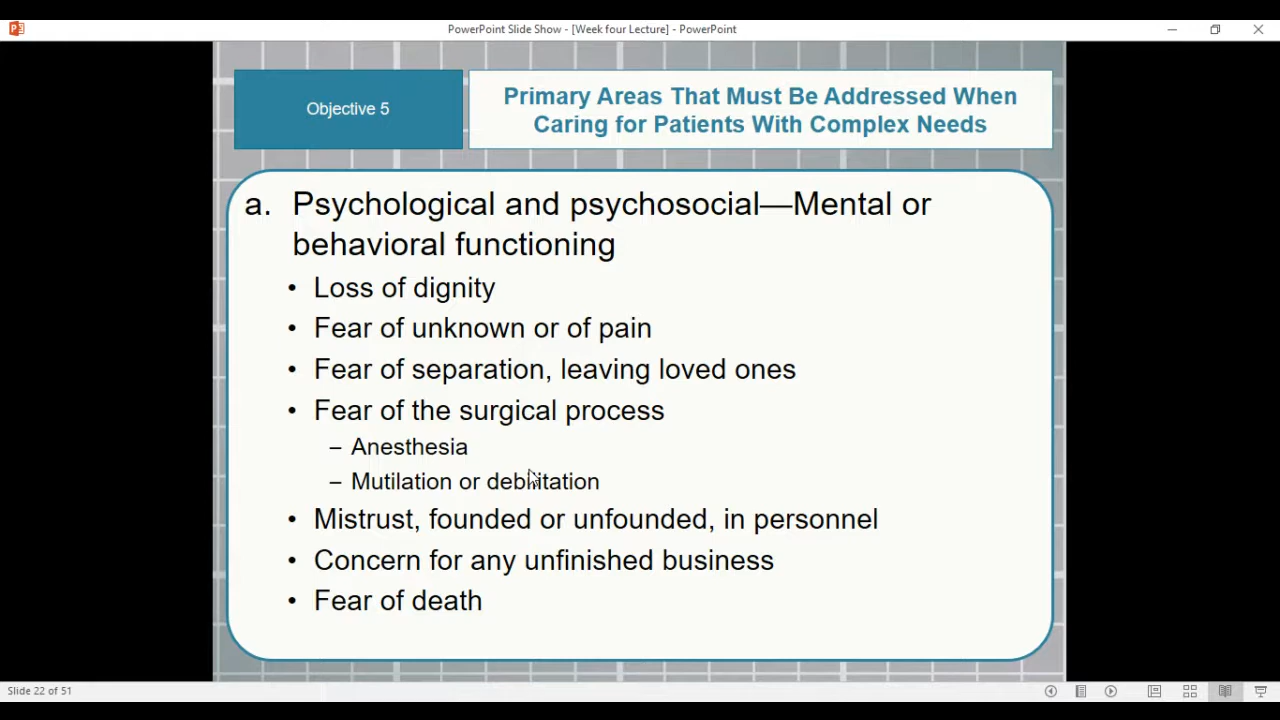 PowerPoint Slide Show - [Week four Lecture] - PowerPoint
Objective 5
Primary Areas That Must Be Addressed When
Caring for Patients With Complex Needs
a. Psychological and psychosocial—Mental or
behavioral functioning
• Loss of dignity
• Fear of unknown or of pain
• Fear of separation, leaving loved ones
• Fear of the surgical process
– Anesthesia
– Mutilation or debilitation
• Mistrust, founded or unfounded, in personnel
• Concern for any unfinished business
• Fear of death
Slide 22 of 51